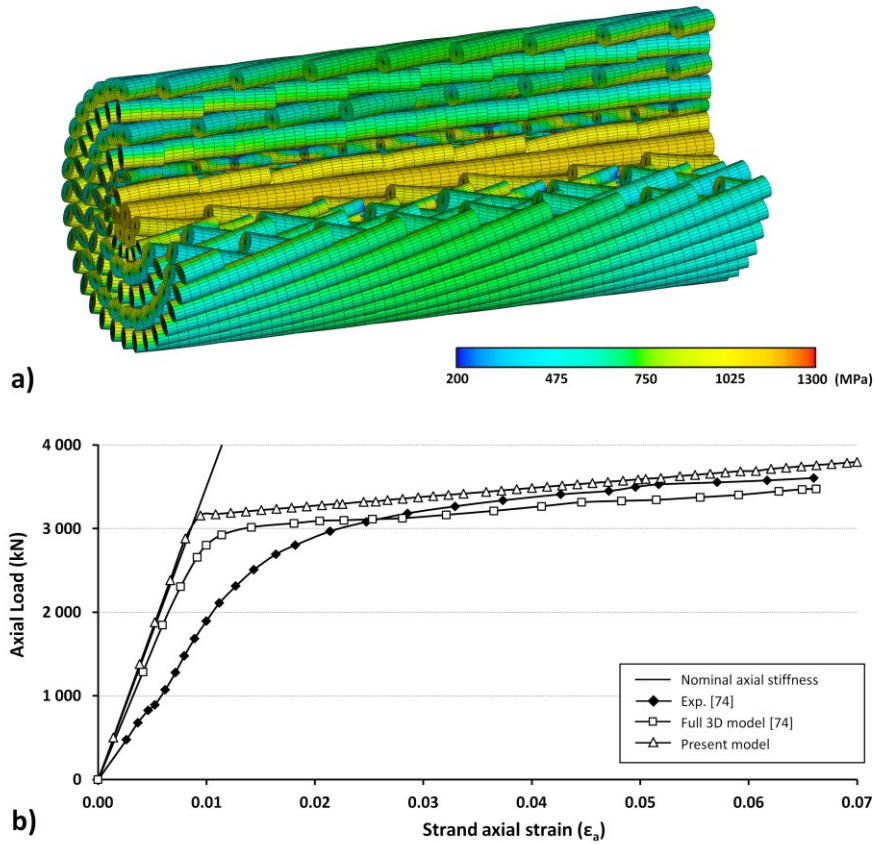 a)
200 475 750 1025 1300 (MPa)
4 000
3 000
2 000
1 000
0
Axial Load (kN)
Nominal axial stiffness
Exp. [74]
Full 3D model [74]
Present model
0.00 0.01 0.02 0.03 0.04 0.05 0.06 0.07
Strand axial strain (εa)
b)